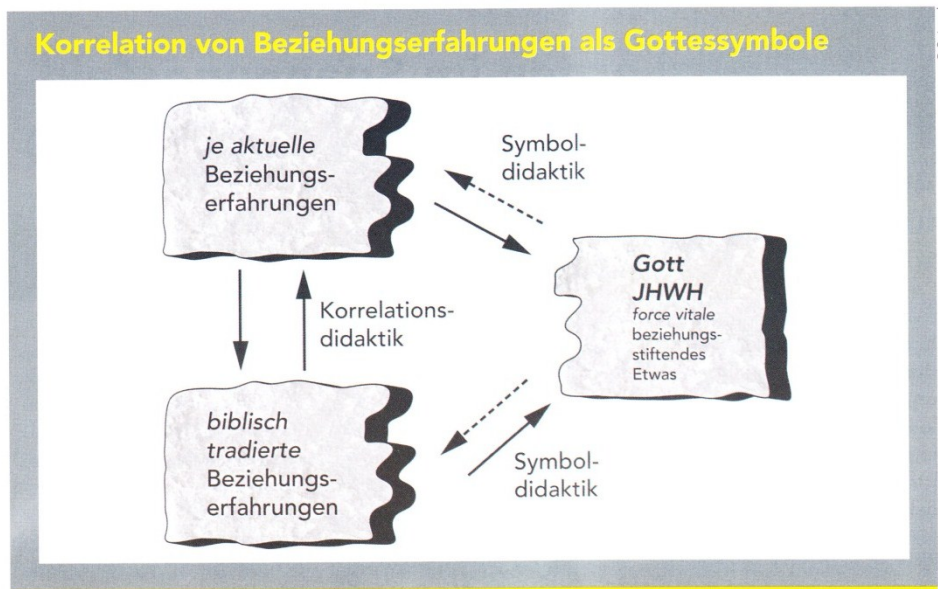 Korrelation von Beziehungserfahrungen als Gottessymbole
je aktuelle
Beziehungs-
erfahrungen
Symbol-
didaktik
Gott
JHWH
force vitale
beziehungs-
stiftendes
Etwas
Korrelations-
didaktik
biblisch
tradierte
Beziehungs-
erfahrungen
Symbol-
didaktik